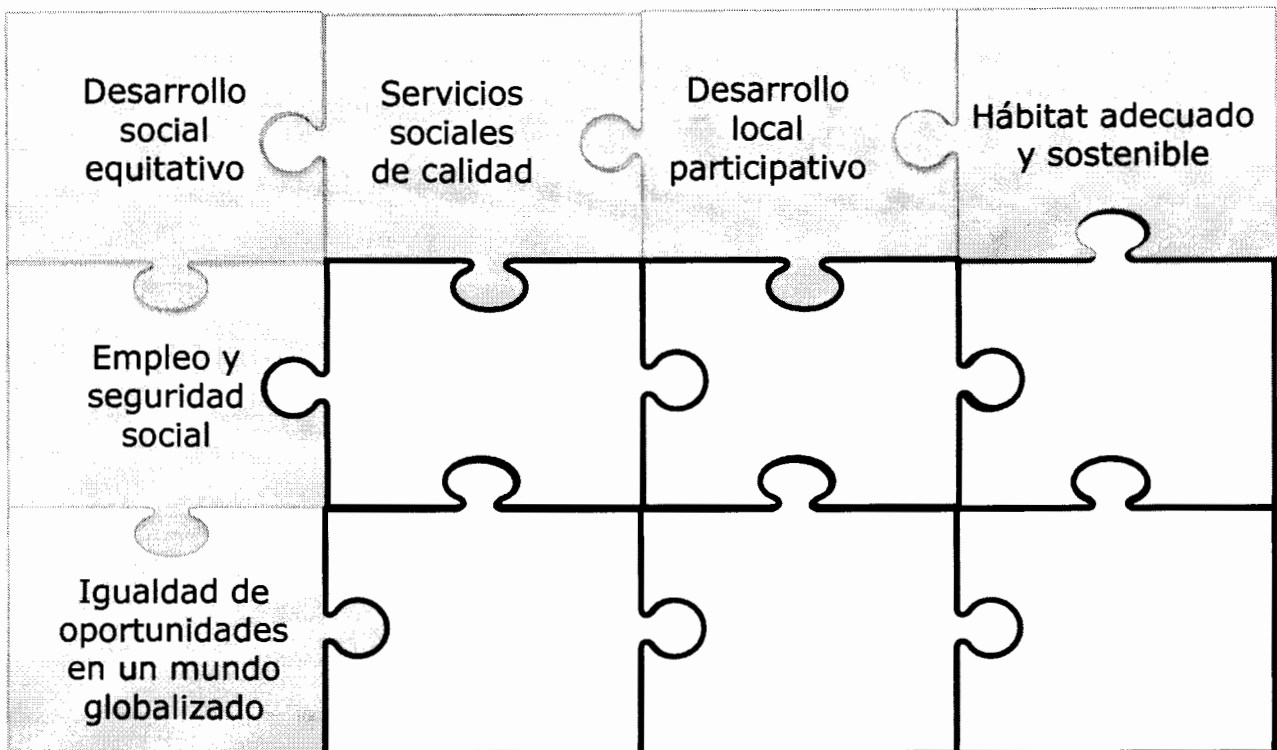 Desarrollo
social
equitativo
Servicios
sociales
de calidad
Desarrollo
local
participativo
Hábitat adecuado
y sostenible
Empleo y
seguridad
social
Igualdad de
oportunidades
en un mundo
globalizado